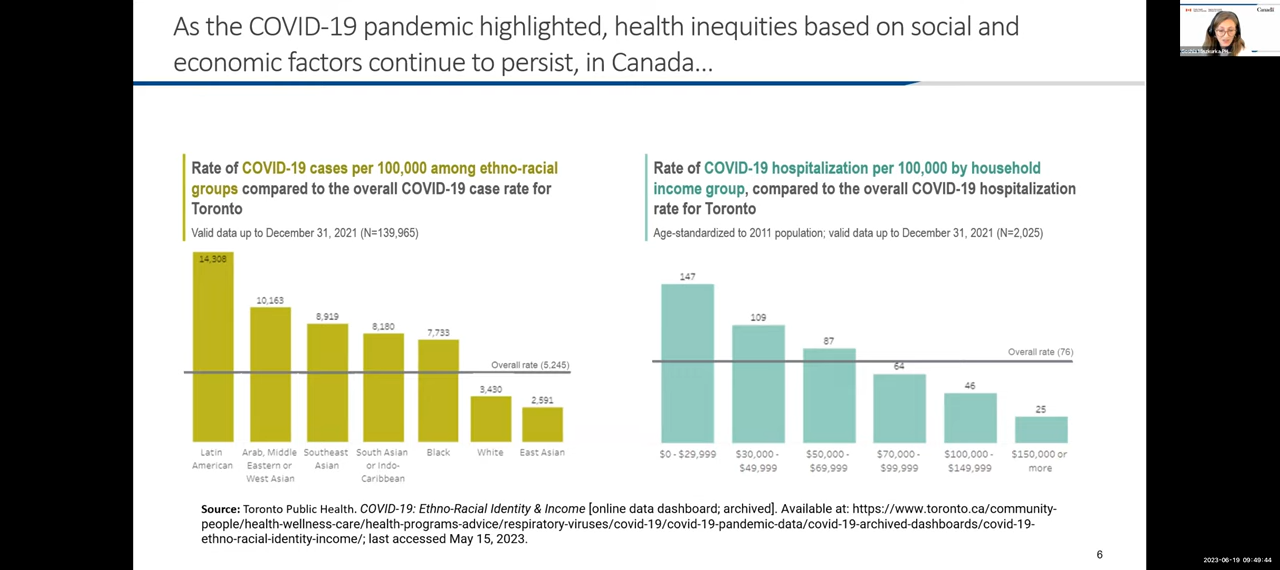 As the COVID-19 pandemic highlighted, health inequities based on social and
economic factors continue to persist, in Canada...
Rate of COVID-19 cases per 100,000 among ethno-racial
groups compared to the overall COVID-19 case rate for
Toronto
Valid data up to December 31, 2021 (N=139,965)
14,308
10,163
8,919
8,180
7,733
Overall rate (5,245)
3,430
2,591
Latin
American
Arab, Middle
Eastern or
West Asian
Southeast
Asian
South Asian
or Indo-
Caribbean
Black
White
East Asian
Rate of COVID-19 hospitalization per 100,000 by household
income group, compared to the overall COVID-19 hospitalization
rate for Toronto
Age-standardized to 2011 population; valid data up to December 31, 2021 (N=2,025)
147
109
87
Overall rate (76)
64
46
25
$0 - $29,999
$30,000 -
$49,999
$50,000 -
$69,999
$70,000 -
$99,999
$100,000 -
$149,999
$150,000 or
more
Source: Toronto Public Health. COVID-19: Ethno-Racial Identity & Income [online data dashboard; archived]. Available at: https://www.toronto.ca/community-
people/health-wellness-care/health-programs-advice/respiratory-viruses/covid-19/covid-19-pandemic-data/covid-19-archived-dashboards/covid-19-
ethno-racial-identity-income/; last accessed May 15, 2023.
6
Canada
2023-06-19 09:49:44